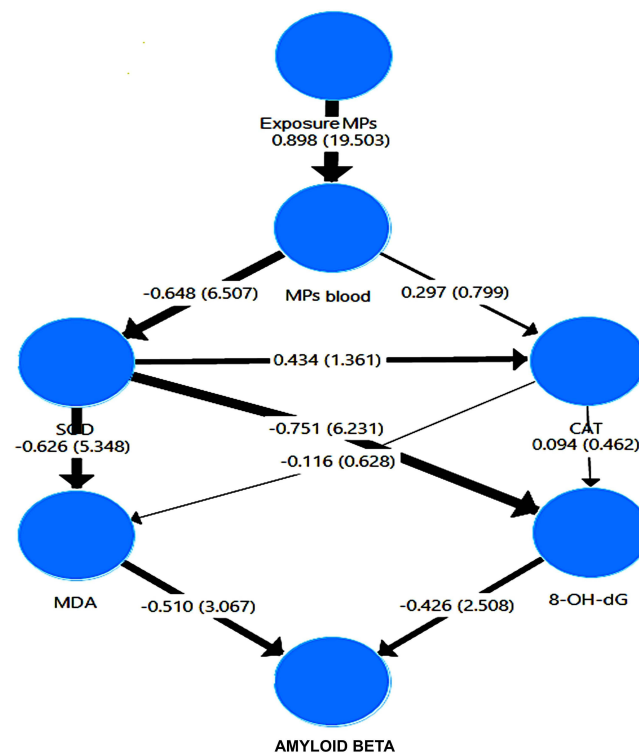 Exposure MPs
0.898 (19.503)
MPs blood
-0.648 (6.507)
0.297 (0.799)
0.434 (1.361)
SOD
-0.626 (5.348)
-0.751 (6.231)
CAT
0.094 (0.462)
-0.116 (0.628)
MDA
8-OH-dG
-0.510 (3.067)
-0.426 (2.508)
AMYLOID BETA